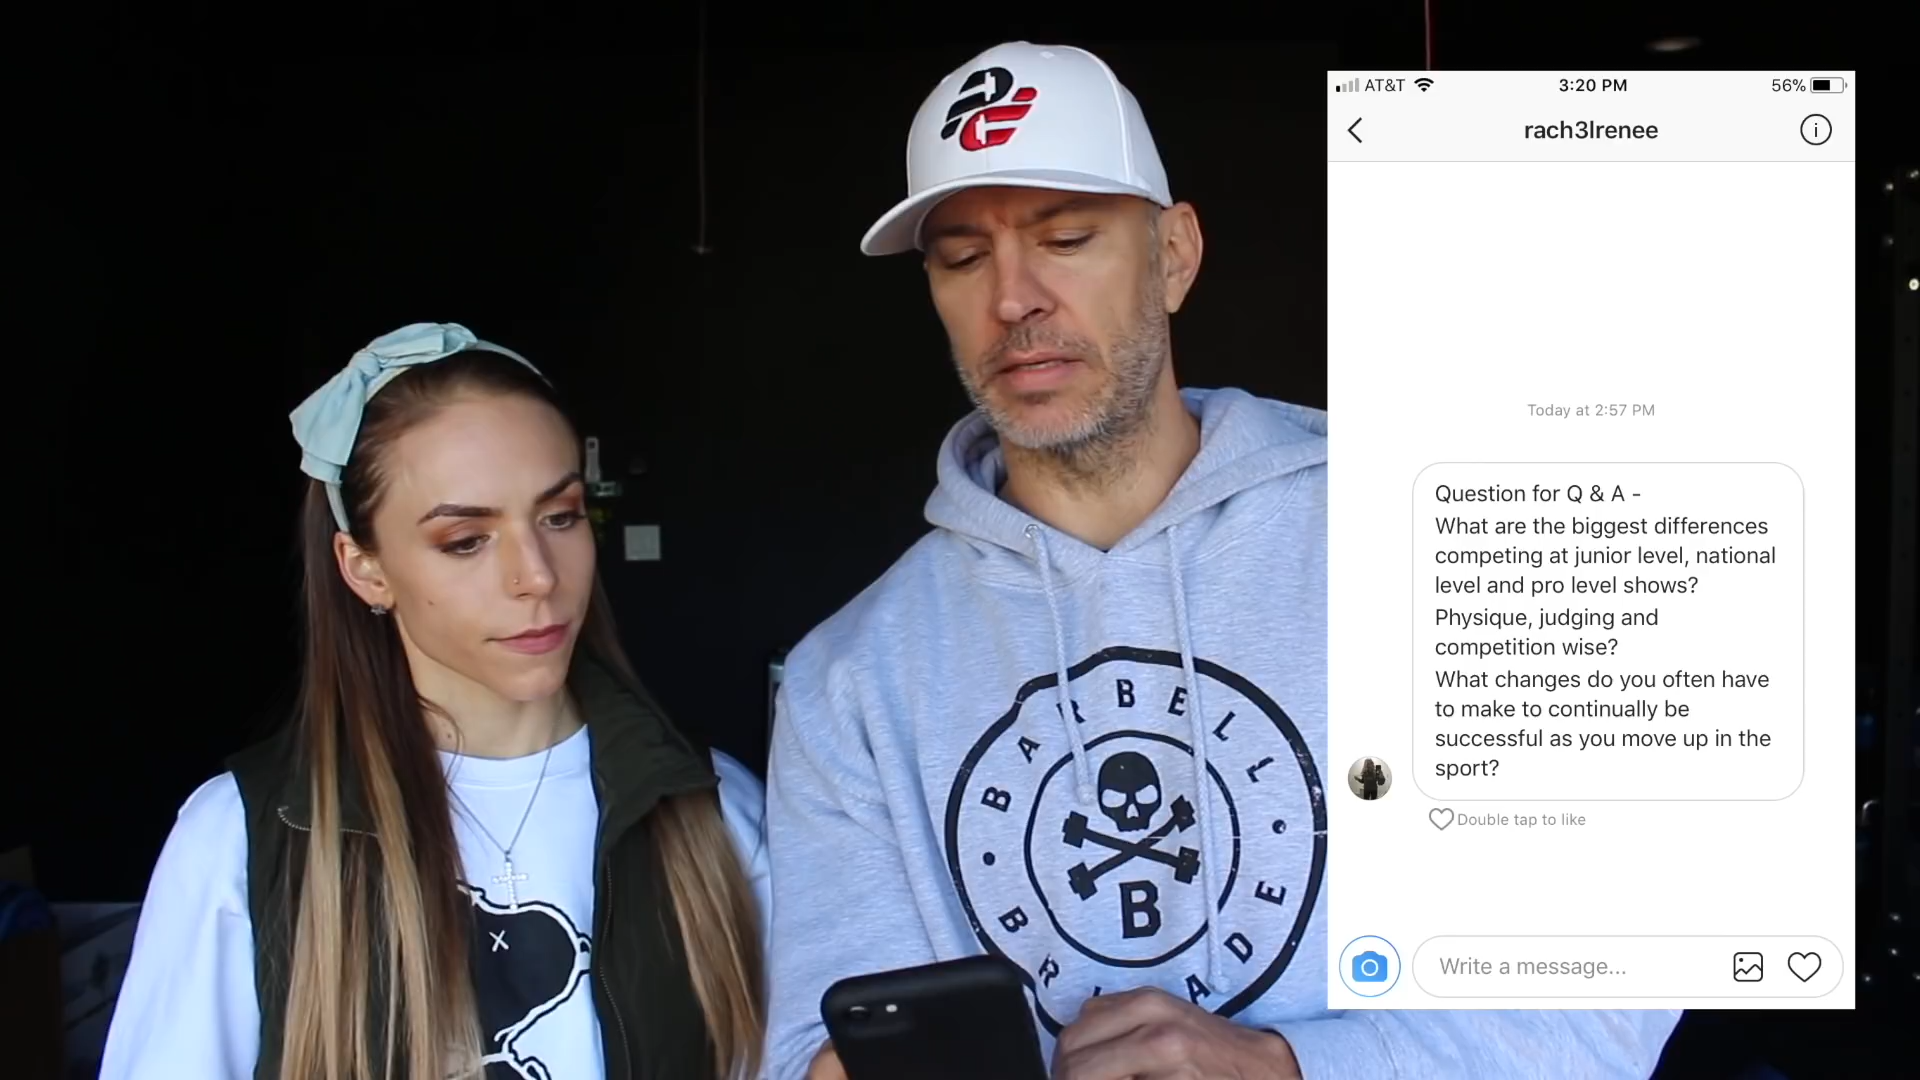 AT&T
3:20 PM
56%
rach3lrenee
Today at 2:57 PM
Question for Q & A -
What are the biggest differences
competing at junior level, national
level and pro level shows?
Physique, judging and
competition wise?
What changes do you often have
to make to continually be
successful as you move up in the
sport?
Double tap to like
Write a message...
BARBELL
BRIGADE
B
X